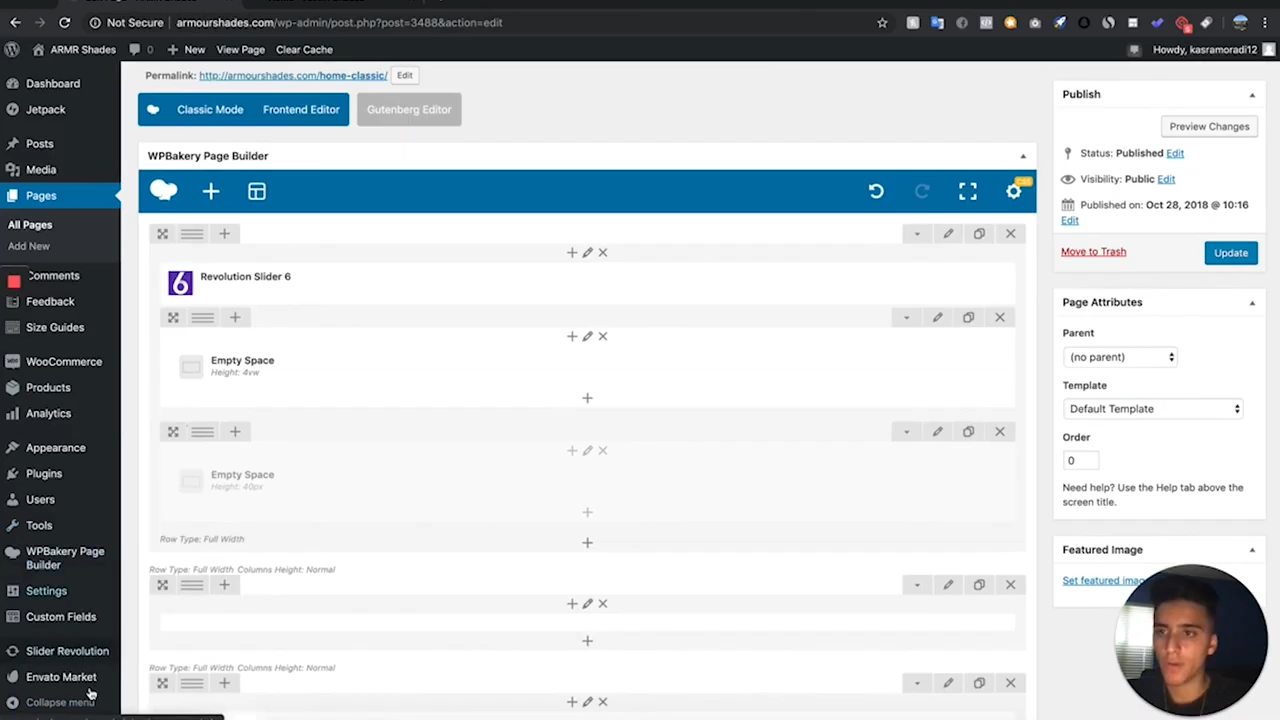 Not Secure armourshades.com/wp-admin/post.php?post=3488&action=edit
ARMR Shades 0 New View Page Clear Cache Howdy, kasramoradi12
Dashboard
Jetpack
Posts
Media
Pages
All Pages
Add New
Comments
Feedback
Size Guides
WooCommerce
Products
Analytics
Appearance
Plugins
Users
Tools
WPBakery Page
Builder
Settings
Custom Fields
Slider Revolution
Envato Market
Collapse menu
Permalink: http://armourshades.com/home-classic/ Edit
Classic Mode Frontend Editor Gutenberg Editor
WPBakery Page Builder
CSS
6 Revolution Slider 6
Empty Space
Height: 4vw
Empty Space
Height: 40px
Row Type: Full Width
Row Type: Full Width Columns Height: Normal
Row Type: Full Width Columns Height: Normal
Publish
Preview Changes
Status: Published Edit
Visibility: Public Edit
Published on: Oct 28, 2018 @ 10:16
Edit
Move to Trash Update
Page Attributes
Parent
(no parent)
Template
Default Template
Order
0
Need help? Use the Help tab above the
screen title.
Featured Image
Set featured